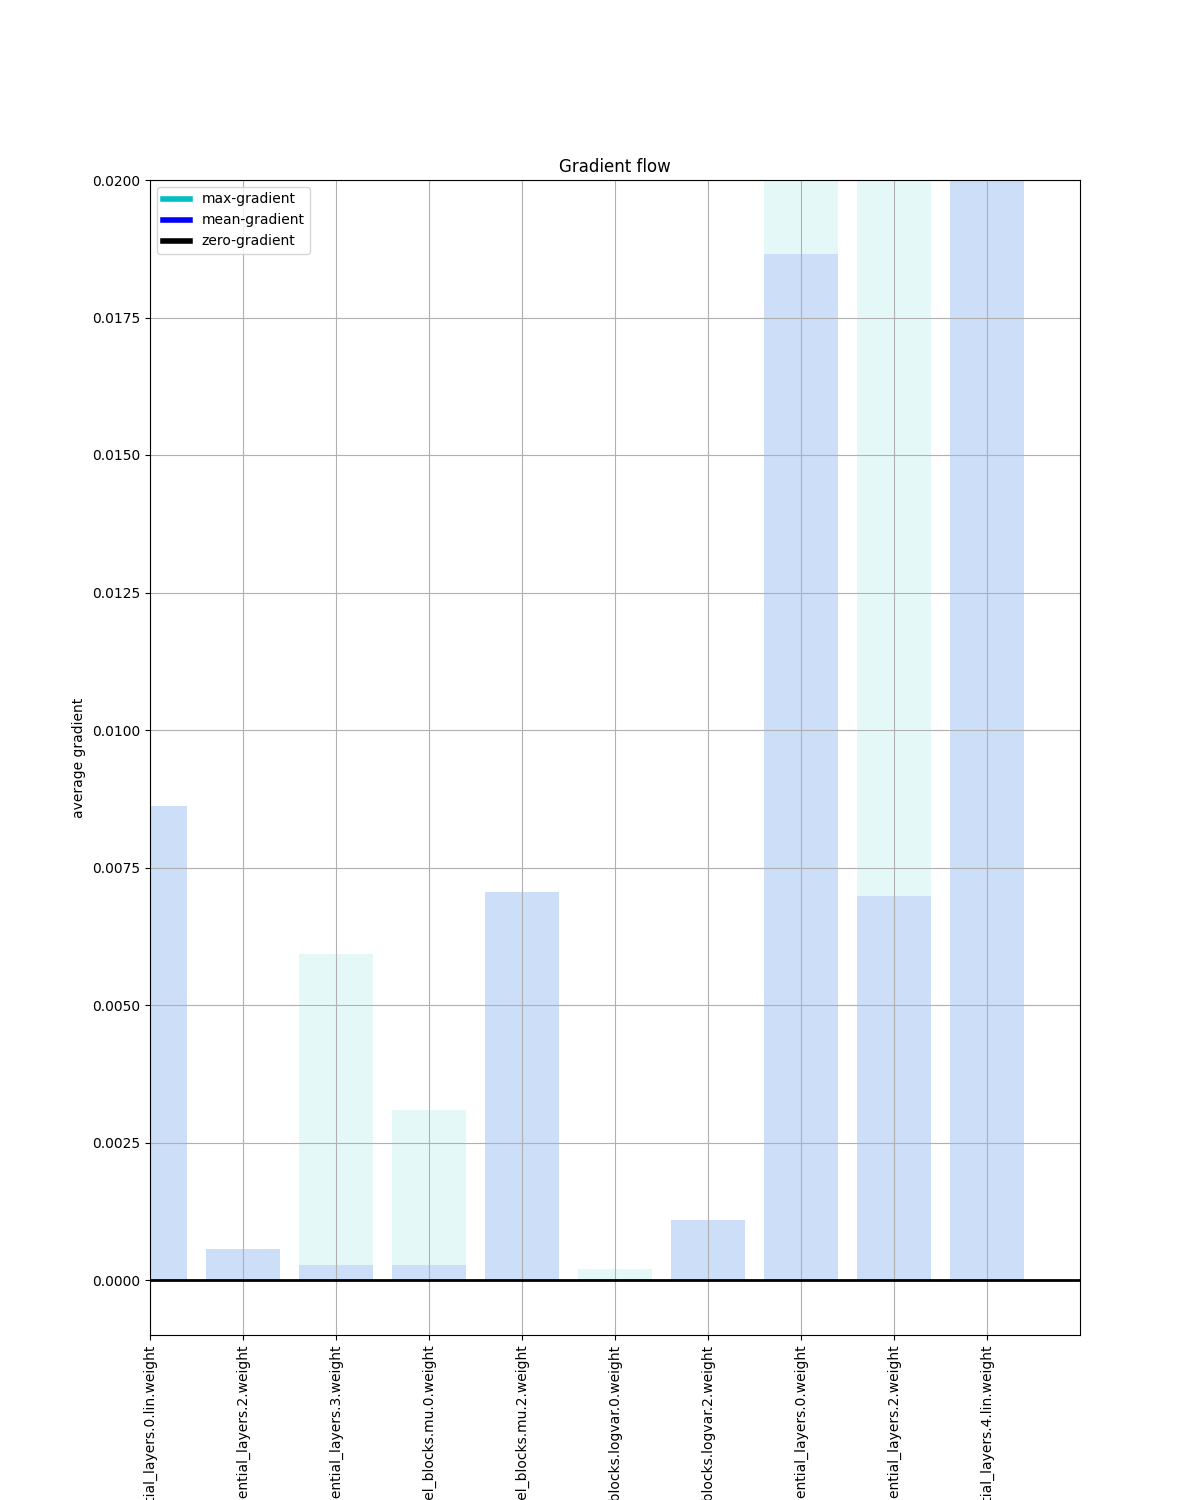 Gradient flow
max-gradient
mean-gradient
zero-gradient
0.0200
0.0175
0.0150
0.0125
0.0100
0.0075
0.0050
0.0025
0.0000
average gradient
tial_layers.0.lin.weight
ential_layers.2.weight
ential_layers.3.weight
el_blocks.mu.0.weight
el_blocks.mu.2.weight
blocks.logvar.0.weight
blocks.logvar.2.weight
ential_layers.0.weight
ential_layers.2.weight
tial_layers.4.lin.weight